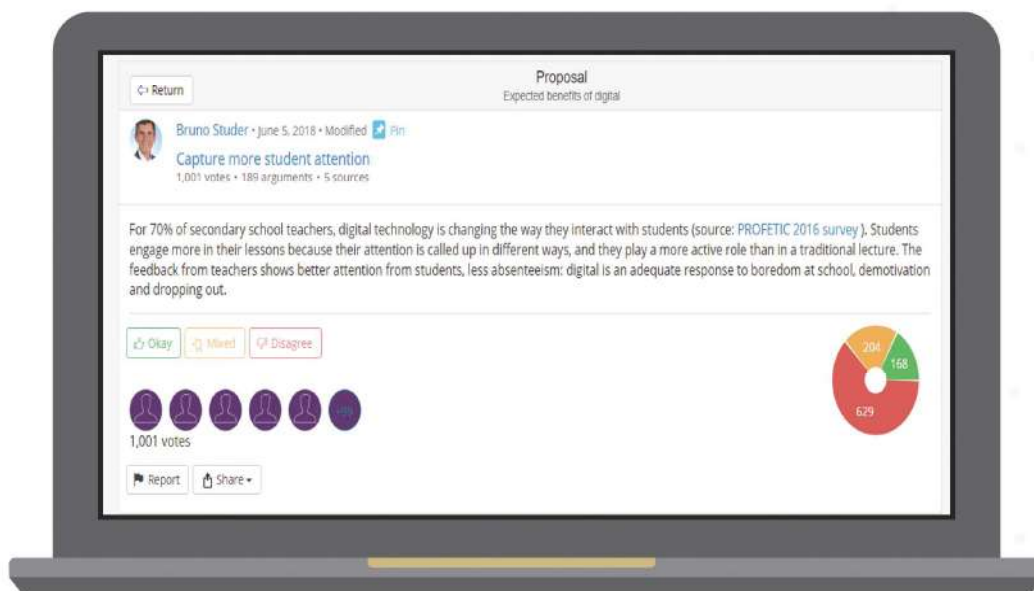 Return
Proposal
Expected benefits of digital
Bruno Studer • June 5, 2018 • Modified Pin
Capture more student attention
1,001 votes • 189 arguments • 5 sources
For 70% of secondary school teachers, digital technology is changing the way they interact with students (source: PROFETIC 2016 survey ). Students
engage more in their lessons because their attention is called up in different ways, and they play a more active role than in a traditional lecture. The
feedback from teachers shows better attention from students, less absenteeism: digital is an adequate response to boredom at school, demotivation
and dropping out.
Okay Mixed Disagree
204
168
629
1,001 votes
Report Share